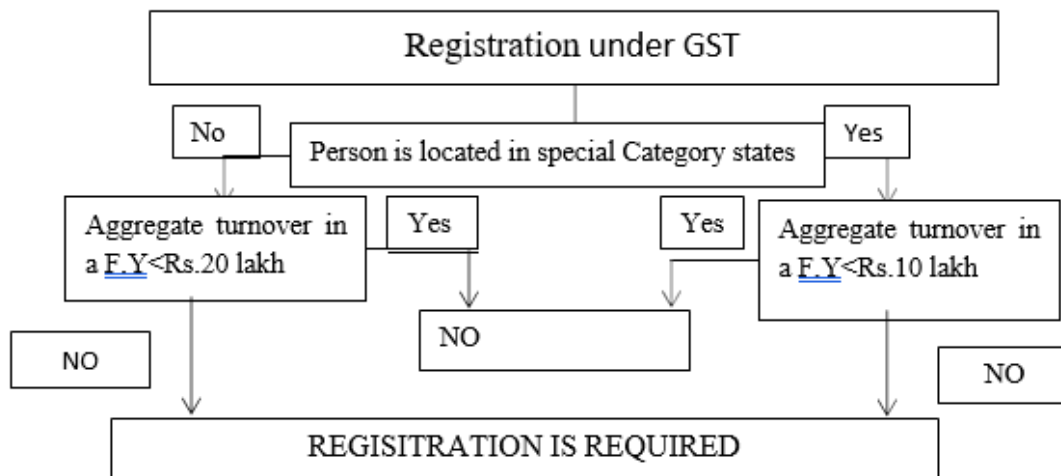 Registration under GST
No
Person is located in special Category states
Yes
Aggregate turnover in
a F.Y<Rs.20 lakh
Yes
Yes
Aggregate turnover in
a F.Y<Rs.10 lakh
NO
NO
NO
REGISITRATION IS REQUIRED